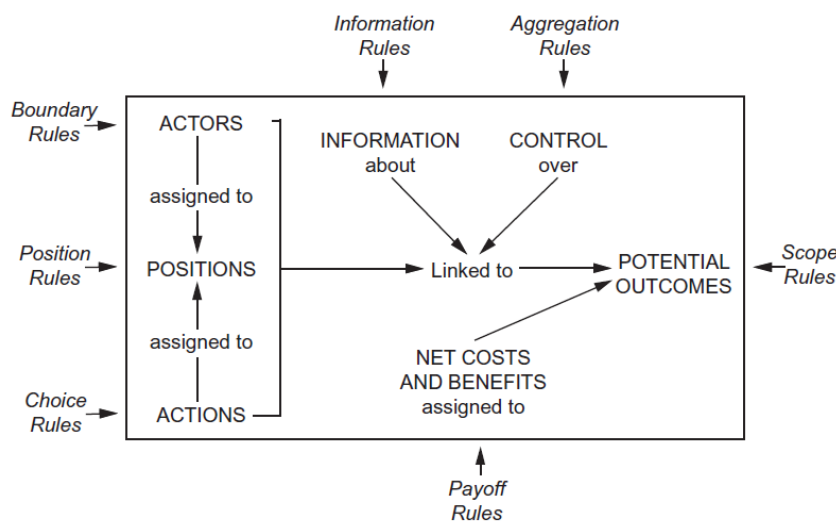 Information
Rules
Aggregation
Rules
Boundary
Rules
ACTORS
INFORMATION
about
CONTROL
over
assigned to
Position
Rules
POSITIONS
Linked to
POTENTIAL
OUTCOMES
Scope
Rules
assigned to
NET COSTS
AND BENEFITS
assigned to
Choice
Rules
ACTIONS
Payoff
Rules